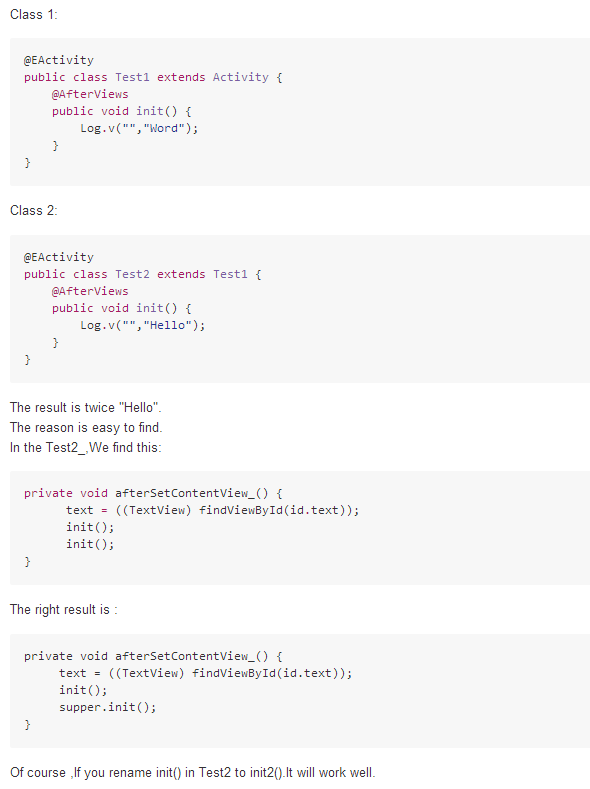 Class 1:
@EActivity
public class Test1 extends Activity {
    @AfterViews
    public void init() {
        Log.v("","Word");
    }
}
Class 2:
@EActivity
public class Test2 extends Test1 {
    @AfterViews
    public void init() {
        Log.v("","Hello");
    }
}
The result is twice "Hello".
The reason is easy to find.
In the Test2_,We find this:
private void afterSetContentView_() {
      text = ((TextView) findViewById(id.text));
      init();
      init();
}
The right result is :
private void afterSetContentView_() {
     text = ((TextView) findViewById(id.text));
     init();
     supper.init();
}
Of course ,If you rename init() in Test2 to init2().It will work well.